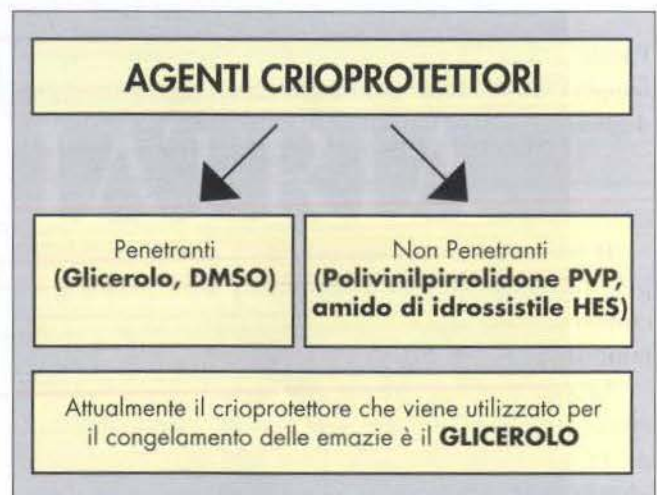 AGENTI CRIOPROTETTORI
Penetranti
(Glicerolo, DMSO)
Non Penetranti
(Polivinilpirrolidone PVP,
amido di idrossistile HES)
Attualmente il crioprotettore che viene utilizzato per
il congelamento delle emazie è il GLICEROLO